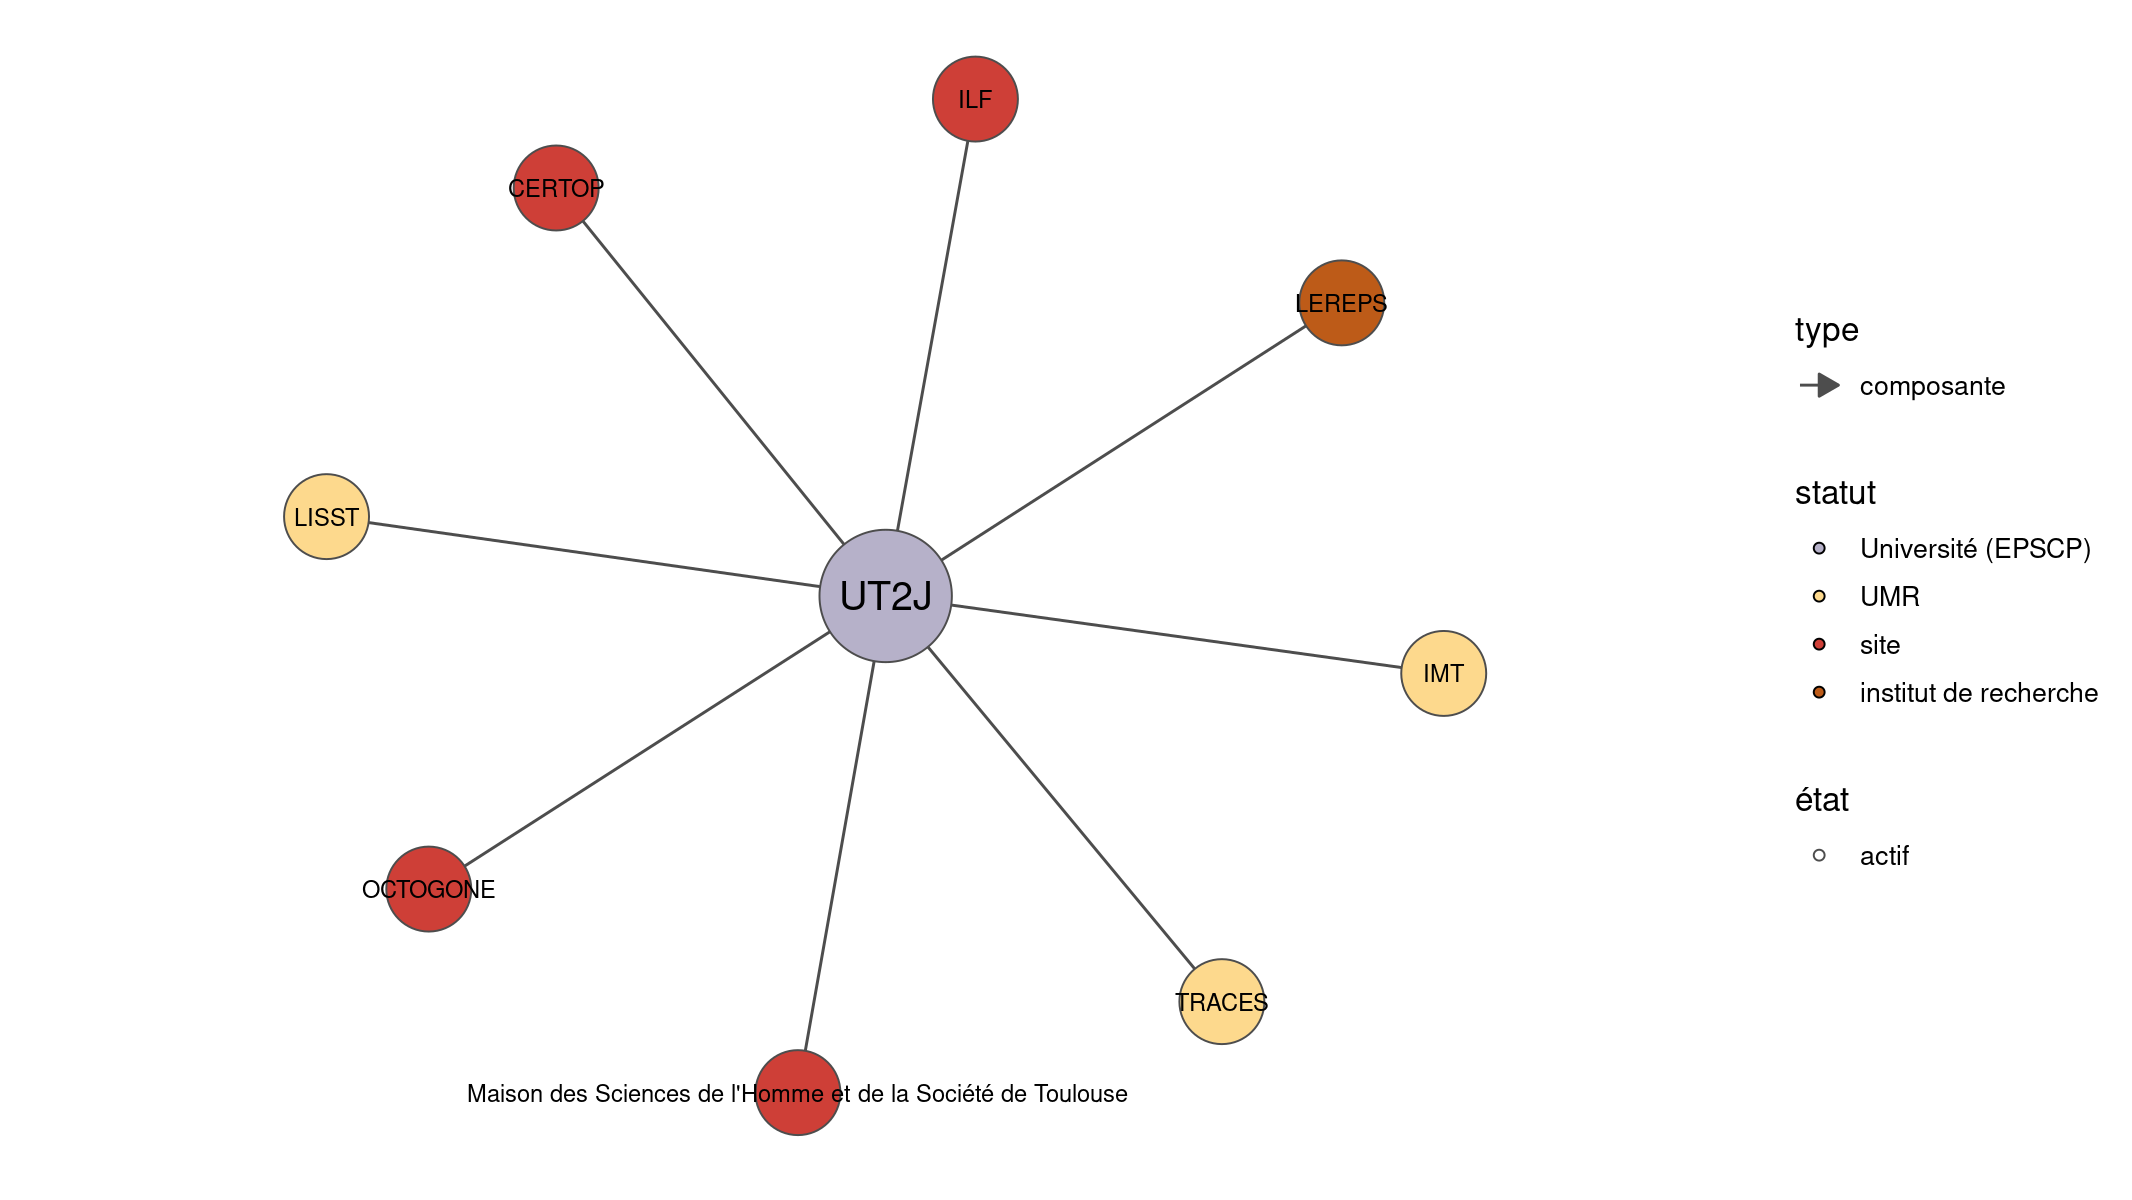 ILF
CERTOP
LEREPS
LISST
UT2J
IMT
OCTOGONE
TRACES
Maison des Sciences de l'Homme et de la Société de Toulouse
type
composante
statut
Université (EPSCP)
UMR
site
institut de recherche
état
actif